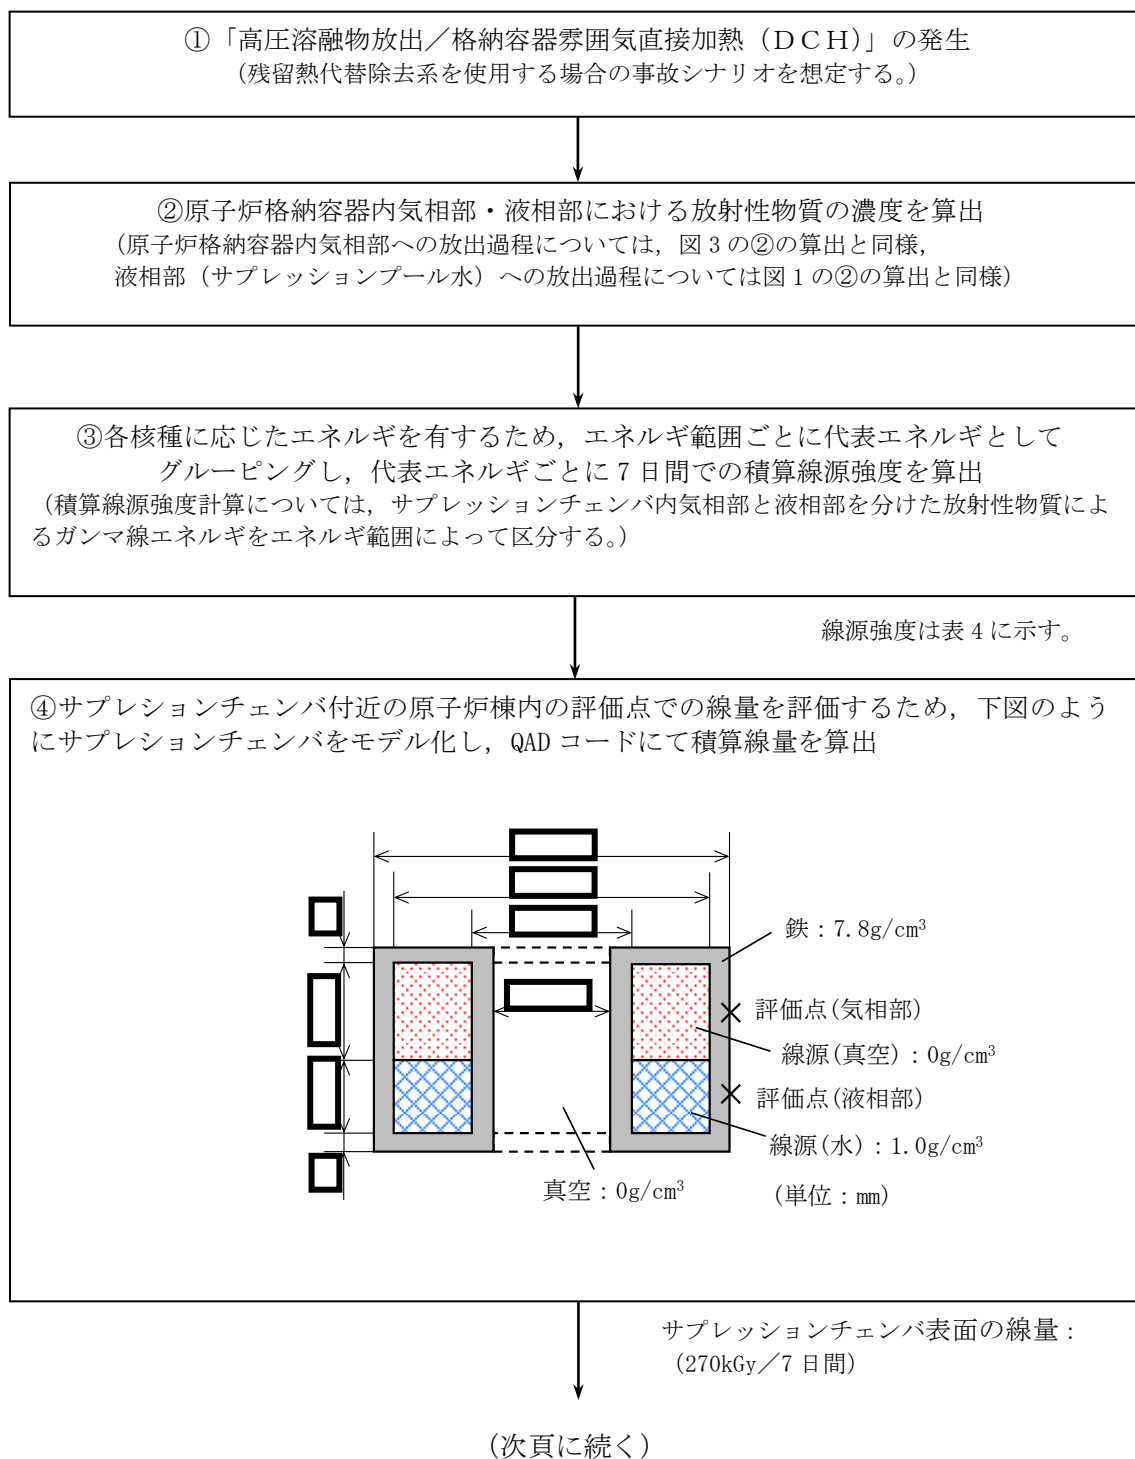 ①「高圧溶融物放出／格納容器雰囲気直接加熱（ＤＣＨ）」の発生
（残留熱代替除去系を使用する場合の事故シナリオを想定する。）
②原子炉格納容器内気相部・液相部における放射性物質の濃度を算出
（原子炉格納容器内気相部への放出過程については，図3の②の算出と同様，
液相部（サプレッションプール水）への放出過程については図1の②の算出と同様）
③各核種に応じたエネルギを有するため，エネルギ範囲ごとに代表エネルギとして
グルーピングし，代表エネルギごとに7日間での積算線源強度を算出
（積算線源強度計算については，サプレッションチェンバ内気相部と液相部を分けた放射性物質によ
るガンマ線エネルギをエネルギ範囲によって区分する。）
線源強度は表4に示す。
④サプレションチェンバ付近の原子炉棟内の評価点での線量を評価するため，下図のよう
にサプレションチェンバをモデル化し，QADコードにて積算線量を算出
鉄：7.8g/cm³
評価点(気相部)
線源(真空)：0g/cm³
評価点(液相部)
線源(水)：1.0g/cm³
真空：0g/cm³
（単位：mm）
サプレッションチェンバ表面の線量：
（270kGy／7日間）
（次頁に続く）